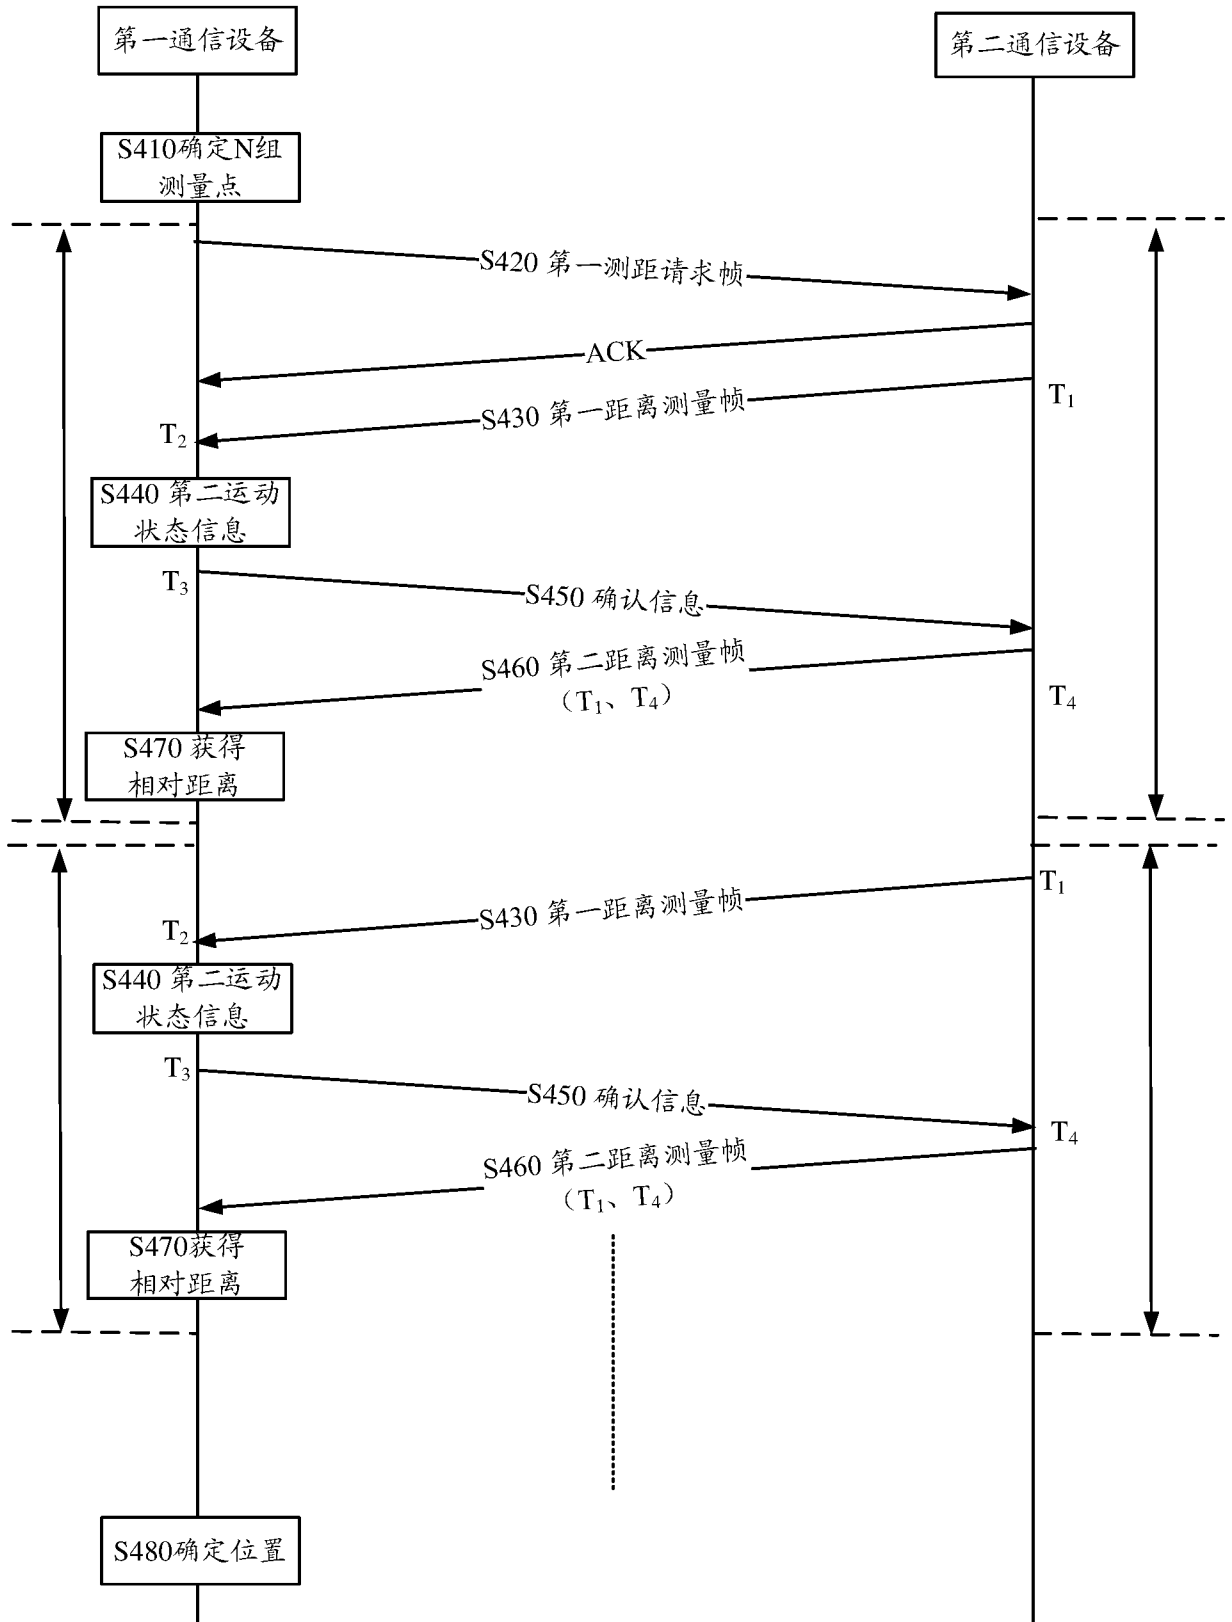 第一通信设备
第二通信设备
S410确定N组
测量点
S420 第一测距请求帧
ACK
T₁
S430 第一距离测量帧
T₂
S440 第二运动
状态信息
T₃
S450 确认信息
S460 第二距离测量帧
（T₁、T₄）
T₄
S470 获得
相对距离
T₁
S430 第一距离测量帧
T₂
S440 第二运动
状态信息
T₃
S450 确认信息
T₄
S460 第二距离测量帧
（T₁、T₄）
S470获得
相对距离
S480确定位置